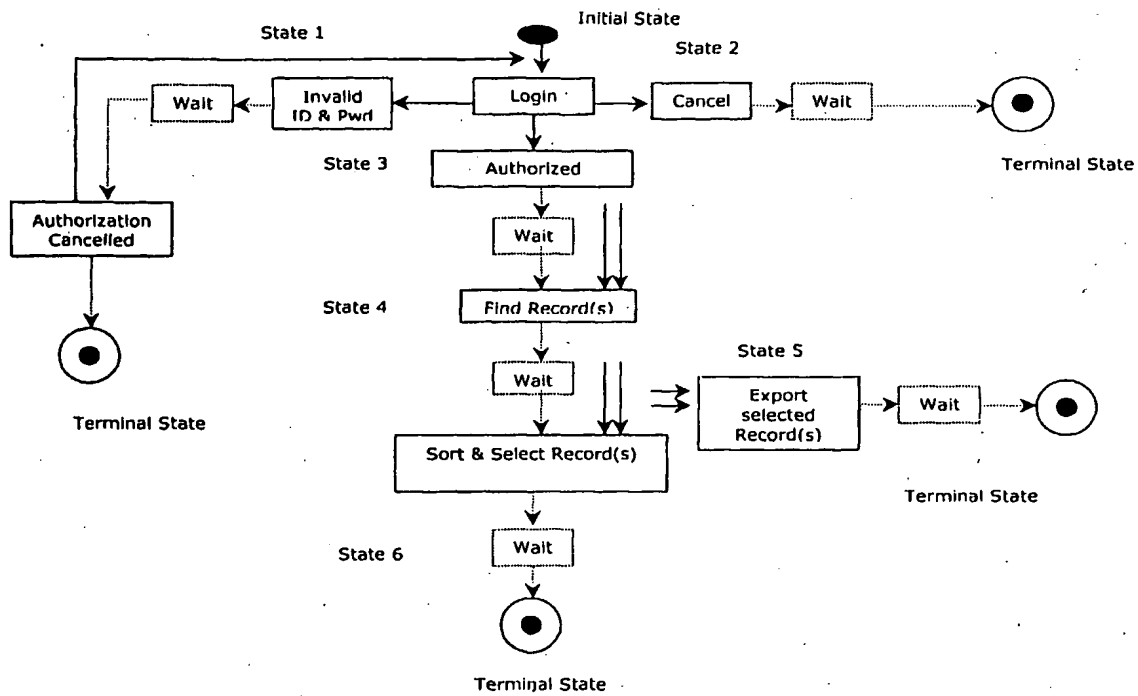 Initial State
State 1
State 2
Wait
Invalid
ID & Pwd
Login
Cancel
Wait
State 3
Authorized
Terminal State
Authorization
Cancelled
Wait
State 4
Find Record(s)
State 5
Wait
Export
selected
Record(s)
Wait
Terminal State
Sort & Select Record(s)
Terminal State
State 6
Wait
Terminal State